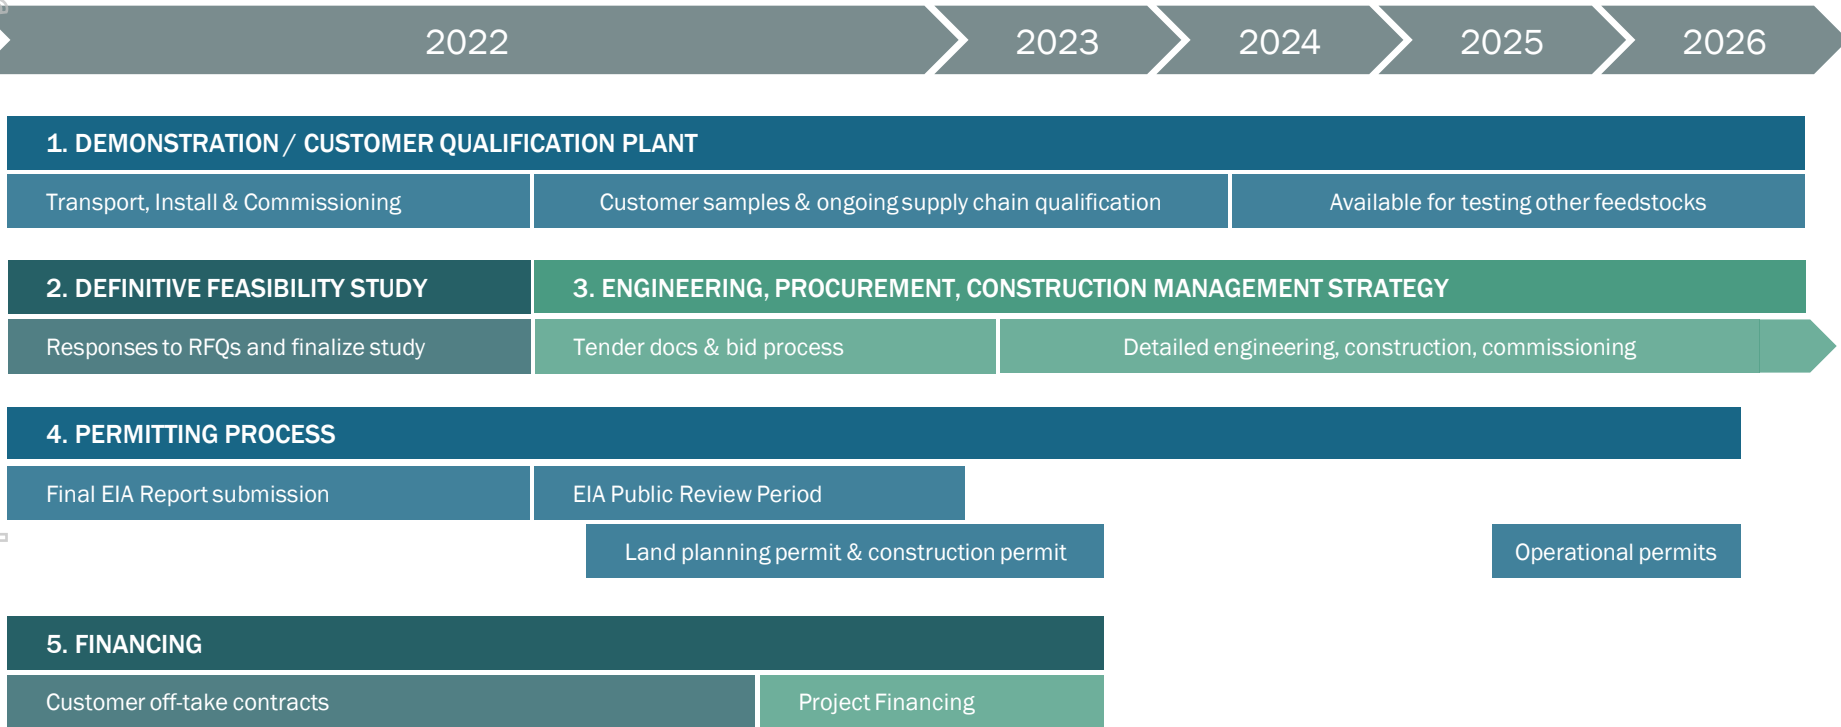 2022
2023
2024
2025
2026
1. DEMONSTRATION / CUSTOMER QUALIFICATION PLANT
Transport, Install & Commissioning
Customer samples & ongoing supply chain qualification
Available for testing other feedstocks
2. DEFINITIVE FEASIBILITY STUDY
3. ENGINEERING, PROCUREMENT, CONSTRUCTION MANAGEMENT STRATEGY
Responses to RFQs and finalize study
Tender docs & bid process
Detailed engineering, construction, commissioning
4. PERMITTING PROCESS
Final EIA Report submission
EIA Public Review Period
Land planning permit & construction permit
Operational permits
5. FINANCING
Customer off-take contracts
Project Financing